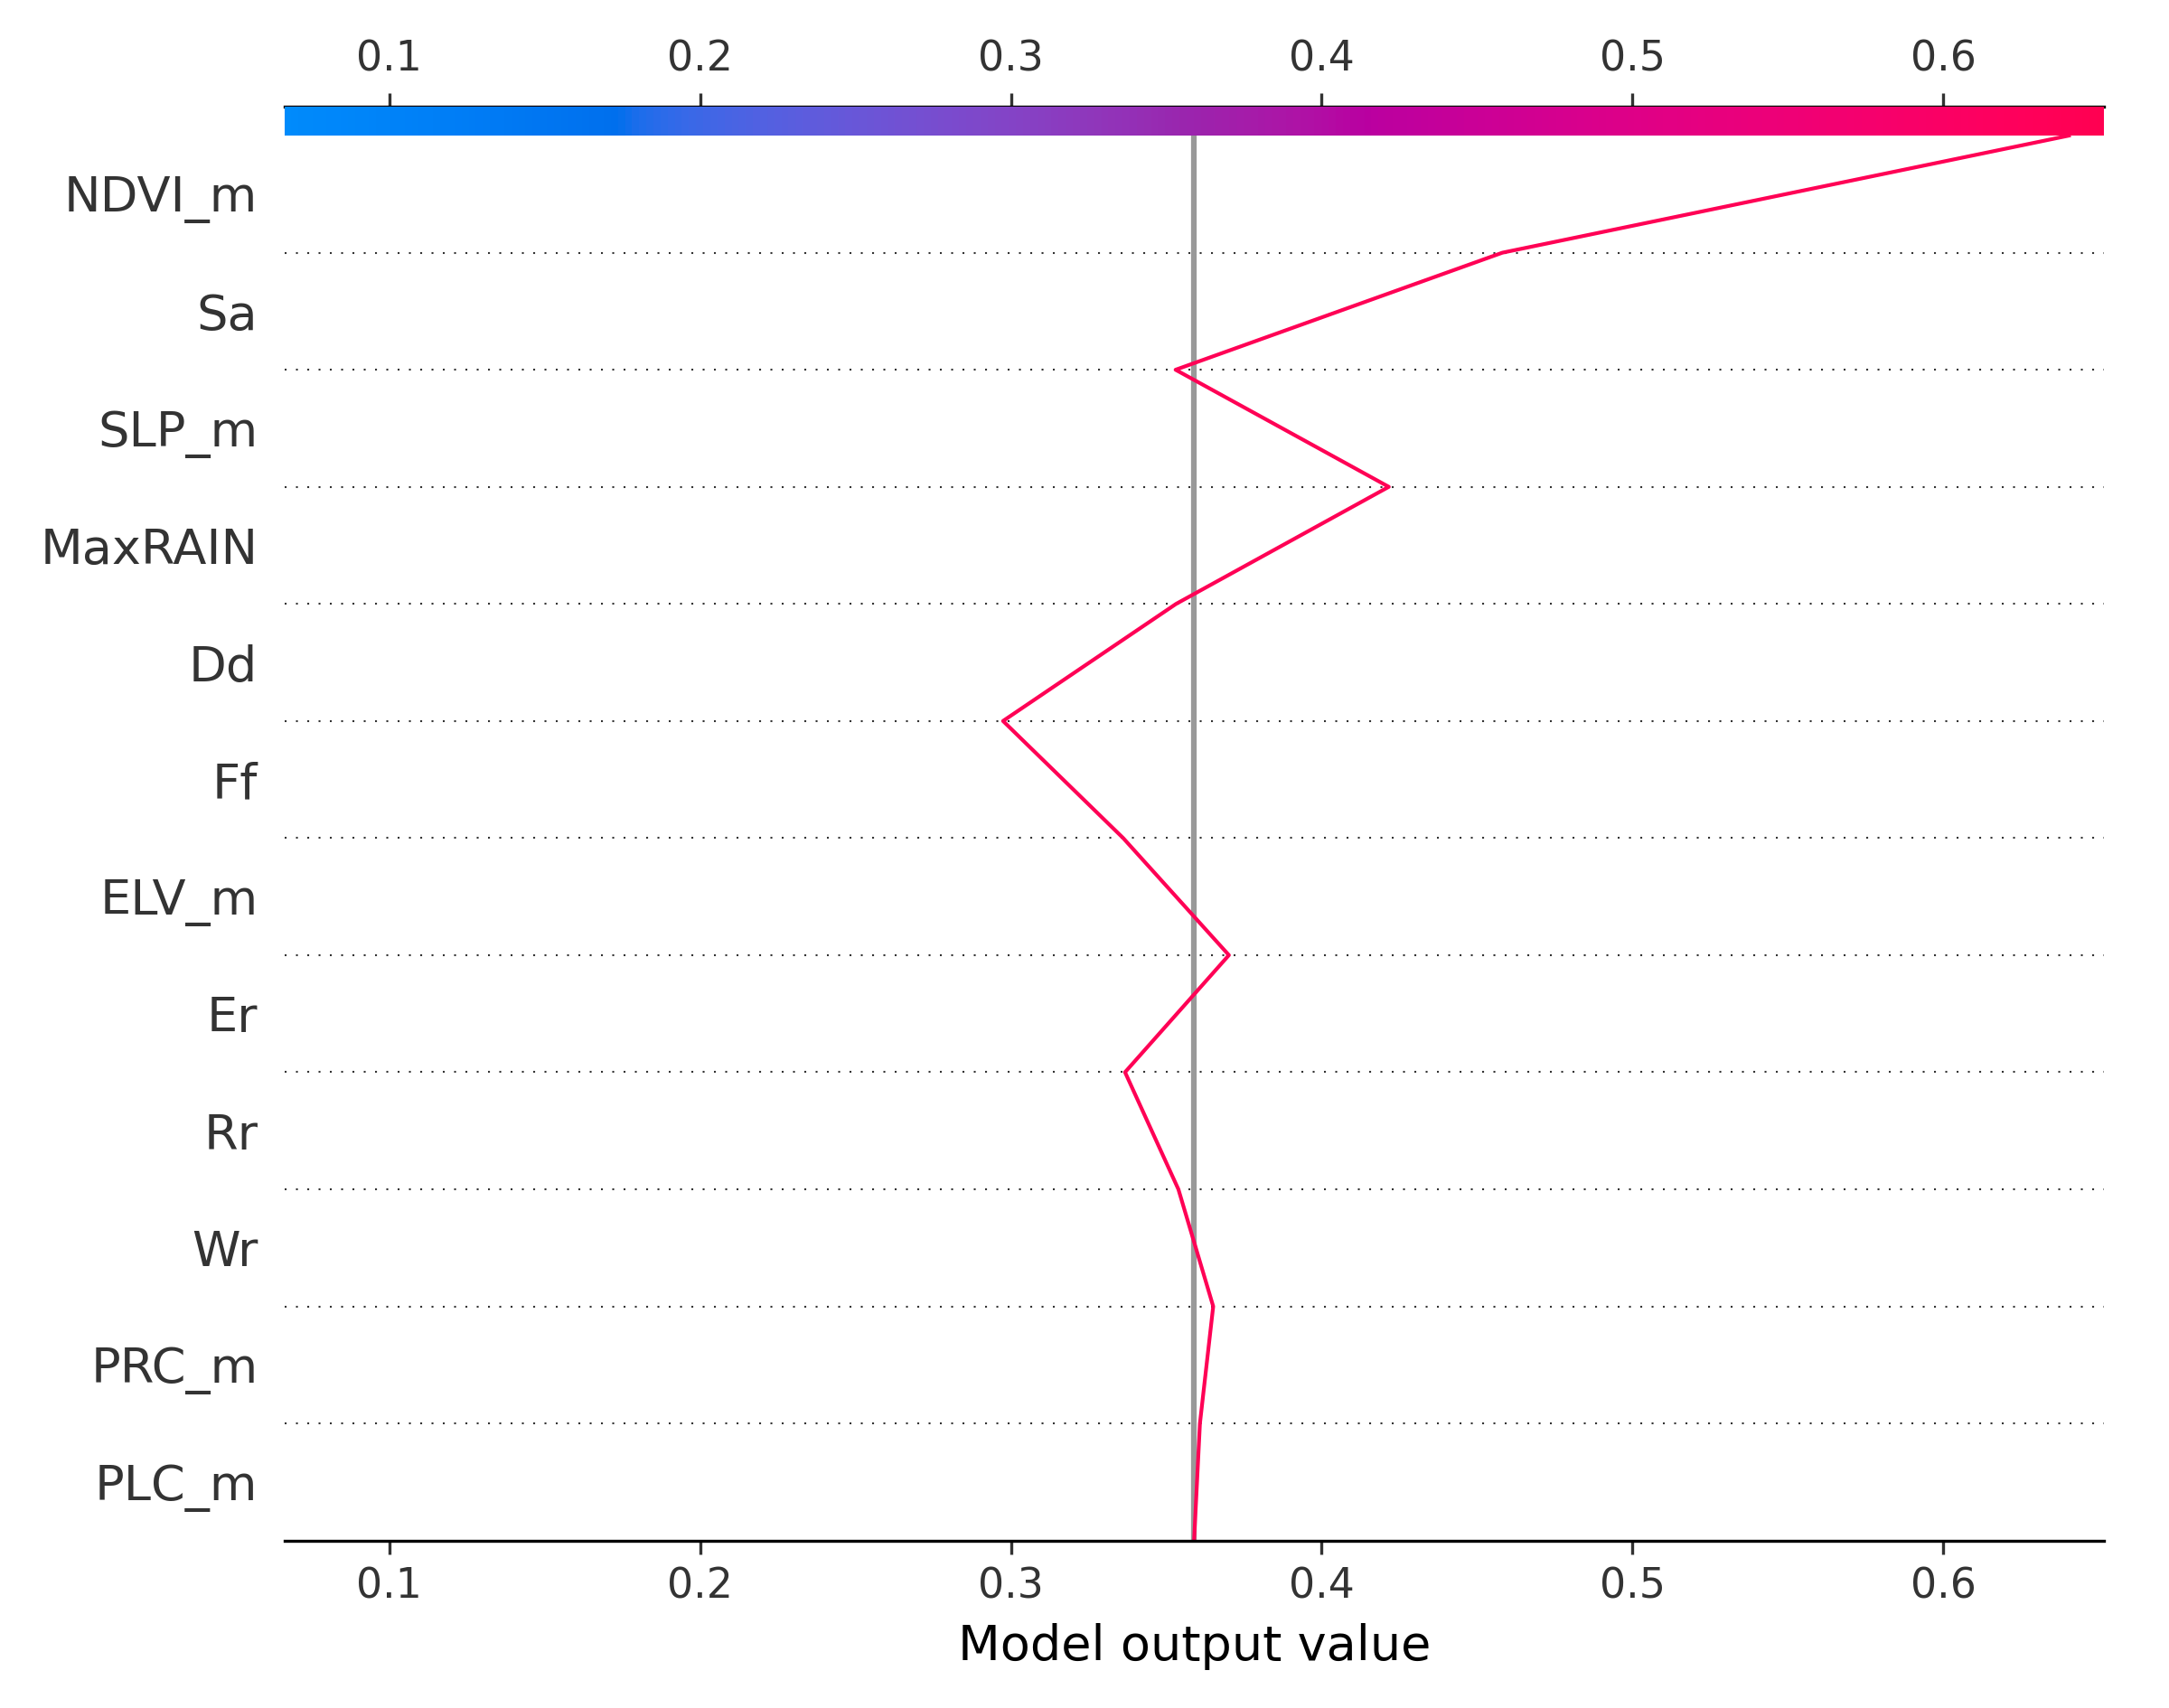 0.1 0.2 0.3 0.4 0.5 0.6
NDVI_m
Sa
SLP_m
MaxRAIN
Dd
Ff
ELV_m
Er
Rr
Wr
PRC_m
PLC_m
0.1 0.2 0.3 0.4 0.5 0.6
Model output value